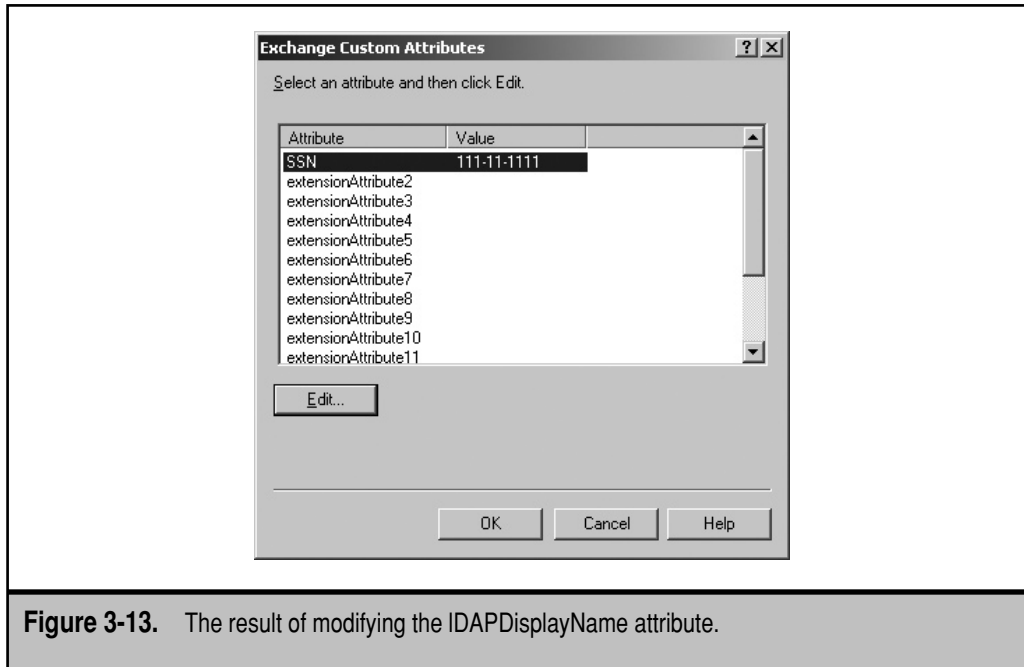 Exchange Custom Attributes
?
Select an attribute and then click Edit.
Attribute Value
SSN 111-11-1111
extensionAttribute2
extensionAttribute3
extensionAttribute4
extensionAttribute5
extensionAttribute6
extensionAttribute7
extensionAttribute8
extensionAttribute9
extensionAttribute10
extensionAttribute11
Edit...
OK Cancel Help
Figure 3-13. The result of modifying the lDAPDisplayName attribute.